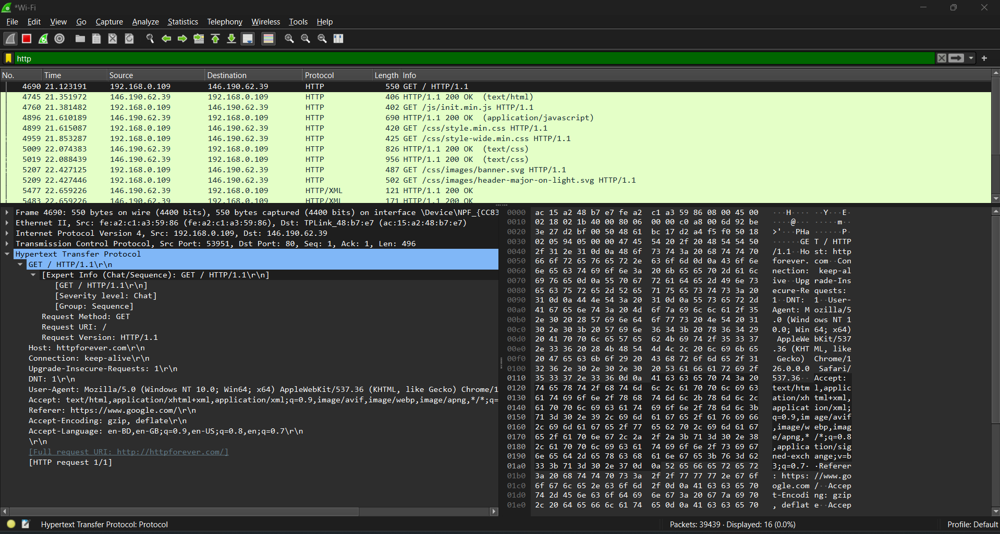 *Wi-Fi
File Edit View Go Capture Analyze Statistics Telephony Wireless Tools Help
http
No. Time Source Destination Protocol Length Info
4690 21.123191 192.168.0.109 146.190.62.39 HTTP 550 GET / HTTP/1.1
4745 21.351972 146.190.62.39 192.168.0.109 HTTP 406 HTTP/1.1 200 OK (text/html)
4760 21.381482 192.168.0.109 146.190.62.39 HTTP 402 GET /js/init.min.js HTTP/1.1
4896 21.610189 146.190.62.39 192.168.0.109 HTTP 690 HTTP/1.1 200 OK (application/javascript)
4899 21.615087 192.168.0.109 146.190.62.39 HTTP 420 GET /css/style.min.css HTTP/1.1
4959 21.853287 192.168.0.109 146.190.62.39 HTTP 425 GET /css/style-wide.min.css HTTP/1.1
5009 22.074383 146.190.62.39 192.168.0.109 HTTP 826 HTTP/1.1 200 OK (text/css)
5019 22.088439 146.190.62.39 192.168.0.109 HTTP 956 HTTP/1.1 200 OK (text/css)
5207 22.427125 192.168.0.109 146.190.62.39 HTTP 487 GET /css/images/banner.svg HTTP/1.1
5209 22.427446 192.168.0.109 146.190.62.39 HTTP 502 GET /css/images/header-major-on-light.svg HTTP/1.1
5477 22.659226 146.190.62.39 192.168.0.109 HTTP/XML 121 HTTP/1.1 200 OK
5483 22.659226 146.190.62.39 192.168.0.109 HTTP/XML 171 HTTP/1.1 200 OK
Frame 4690: 550 bytes on wire (4400 bits), 550 bytes captured (4400 bits) on interface \Device\NPF_{CC83
Ethernet II, Src: fe:a2:c1:a3:59:86 (fe:a2:c1:a3:59:86), Dst: TPLink_48:b7:e7 (ac:15:a2:48:b7:e7)
Internet Protocol Version 4, Src: 192.168.0.109, Dst: 146.190.62.39
Transmission Control Protocol, Src Port: 53951, Dst Port: 80, Seq: 1, Ack: 1, Len: 496
Hypertext Transfer Protocol
GET / HTTP/1.1\r\n
[Expert Info (Chat/Sequence): GET / HTTP/1.1\r\n]
[GET / HTTP/1.1\r\n]
[Severity level: Chat]
[Group: Sequence]
Request Method: GET
Request URI: /
Request Version: HTTP/1.1
Host: httpforever.com\r\n
Connection: keep-alive\r\n
Upgrade-Insecure-Requests: 1\r\n
DNT: 1\r\n
User-Agent: Mozilla/5.0 (Windows NT 10.0; Win64; x64) AppleWebKit/537.36 (KHTML, like Gecko) Chrome/1
Accept: text/html,application/xhtml+xml,application/xml;q=0.9,image/avif,image/webp,image/apng,*/*;q=
Referer: https://www.google.com/\r\n
Accept-Encoding: gzip, deflate\r\n
Accept-Language: en-BD,en-GB;q=0.9,en-US;q=0.8,en;q=0.7\r\n
\r\n
[Full request URI: http://httpforever.com/]
[HTTP request 1/1]
0000 ac 15 a2 48 b7 e7 fe a2 c1 a3 59 86 08 00 45 00 ···H···· ··Y···E·
0010 02 18 02 1b 40 00 80 06 00 00 c0 a8 00 6d 92 be ····@··· ·····m··
0020 3e 27 d2 bf 00 50 48 61 bc 17 d2 a4 f5 f0 50 18 >'···PHa ······P·
0030 02 05 94 05 00 00 47 45 54 20 2f 20 48 54 54 50 ······GE T / HTTP
0040 2f 31 2e 31 0d 0a 48 6f 73 74 3a 20 68 74 74 70 /1.1··Ho st: http
0050 66 6f 72 65 76 65 72 2e 63 6f 6d 0d 0a 43 6f 6e forever. com··Con
0060 6e 65 63 74 69 6f 6e 3a 20 6b 65 65 70 2d 61 6c nection: keep-al
0070 69 76 65 0d 0a 55 70 67 72 61 64 65 2d 49 6e 73 ive··Upg rade-Ins
0080 65 63 75 72 65 2d 52 65 71 75 65 73 74 73 3a 20 ecure-Re quests:
0090 31 0d 0a 44 4e 54 3a 20 31 0d 0a 55 73 65 72 2d 1··DNT: 1··User-
00a0 41 67 65 6e 74 3a 20 4d 6f 7a 69 6c 6c 61 2f 35 Agent: M ozilla/5
00b0 2e 30 20 28 57 69 6e 64 6f 77 73 20 4e 54 20 31 .0 (Wind ows NT 1
00c0 30 2e 30 3b 20 57 69 6e 36 34 3b 20 78 36 34 29 0.0; Win 64; x64)
00d0 20 41 70 70 6c 65 57 65 62 4b 69 74 2f 35 33 37 AppleWe bKit/537
00e0 2e 33 36 20 28 4b 48 54 4d 4c 2c 20 6c 69 6b 65 .36 (KHT ML, like
00f0 20 47 65 63 6b 6f 29 20 43 68 72 6f 6d 65 2f 31 Gecko) Chrome/1
0100 32 36 2e 30 2e 30 2e 30 20 53 61 66 61 72 69 2f 26.0.0.0 Safari/
0110 35 33 37 2e 33 36 0d 0a 41 63 63 65 70 74 3a 20 537.36·· Accept:
0120 74 65 78 74 2f 68 74 6d 6c 2c 61 70 70 6c 69 63 text/htm l,applic
0130 61 74 69 6f 6e 2f 78 68 74 6d 6c 2b 78 6d 6c 2c ation/xh tml+xml,
0140 61 70 70 6c 69 63 61 74 69 6f 6e 2f 78 6d 6c 3b applicat ion/xml;
0150 71 3d 30 2e 39 2c 69 6d 61 67 65 2f 61 76 69 66 q=0.9,im age/avif
0160 2c 69 6d 61 67 65 2f 77 65 62 70 2c 69 6d 61 67 ,image/w ebp,imag
0170 65 2f 61 70 6e 67 2c 2a 2f 2a 3b 71 3d 30 2e 38 e/apng,* /*;q=0.8
0180 2c 61 70 70 6c 69 63 61 74 69 6f 6e 2f 73 69 67 ,applica tion/sig
0190 6e 65 64 2d 65 78 63 68 61 6e 67 65 3b 76 3d 62 ned-exch ange;v=b
01a0 33 3b 71 3d 30 2e 37 0d 0a 52 65 66 65 72 65 72 3;q=0.7· ·Referer
01b0 3a 20 68 74 74 70 73 3a 2f 2f 77 77 77 2e 67 6f : https: //www.go
01c0 6f 67 6c 65 2e 63 6f 6d 2f 0d 0a 41 63 63 65 70 ogle.com /··Accep
01d0 74 2d 45 6e 63 6f 64 69 6e 67 3a 20 67 7a 69 70 t-Encodi ng: gzip
01e0 2c 20 64 65 66 6c 61 74 65 0d 0a 41 63 63 65 70 , deflat e··Accep
Hypertext Transfer Protocol: Protocol
Packets: 39439 · Displayed: 16 (0.0%)
Profile: Default